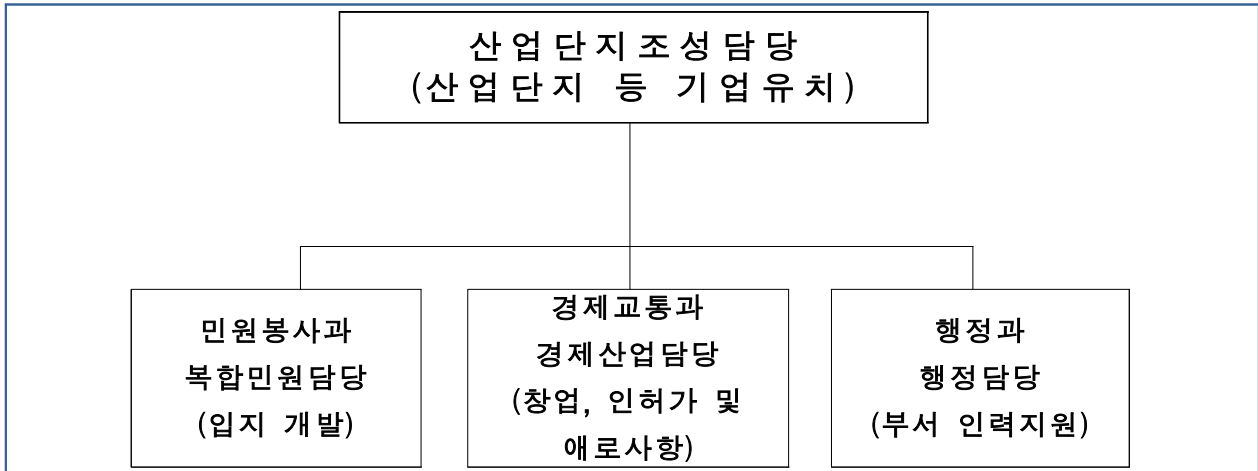 산업단지조성담당
(산업단지 등 기업유치)
민원봉사과
복합민원담당
(입지 개발)
경제교통과
경제산업담당
(창업, 인허가 및
애로사항)
행정과
행정담당
(부서 인력지원)